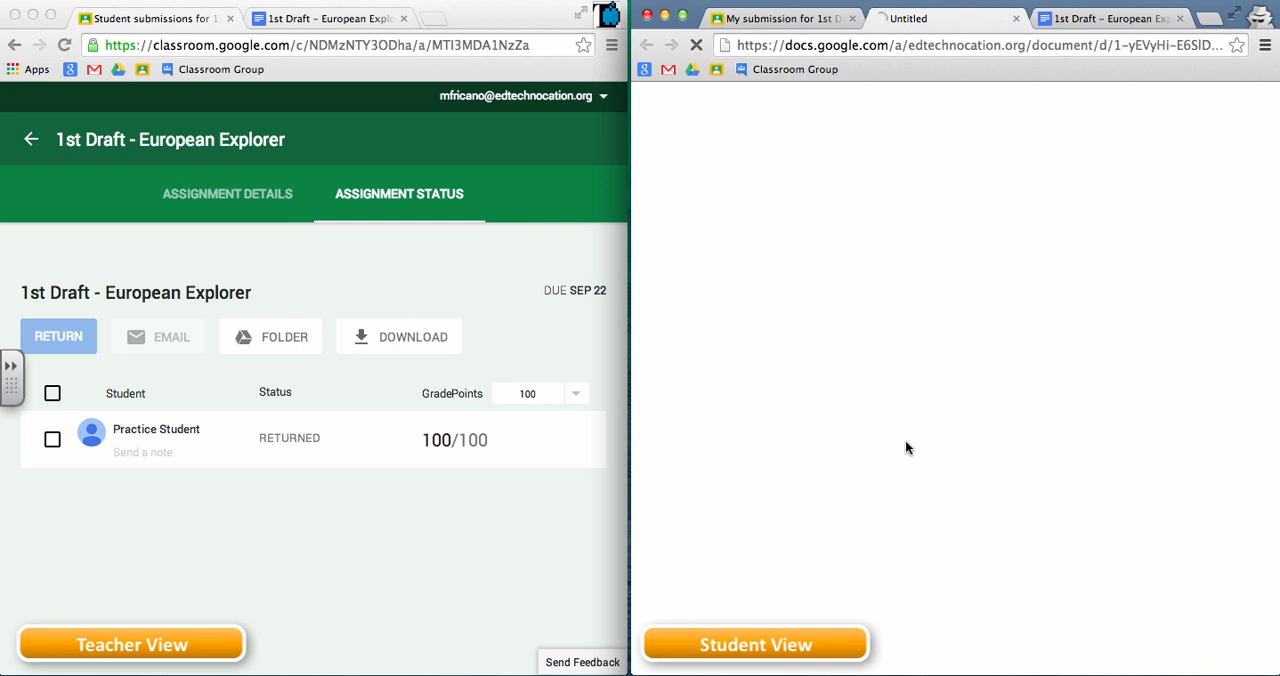 Student submissions for 1
1st Draft – European Explo
https://classroom.google.com/c/NDMzNTY3ODha/a/MTI3MDA1NzZa
Apps
Classroom Group
mfricano@edtechnocation.org
1st Draft - European Explorer
ASSIGNMENT DETAILS
ASSIGNMENT STATUS
1st Draft - European Explorer
DUE SEP 22
RETURN
EMAIL
FOLDER
DOWNLOAD
Student
Status
GradePoints
100
Practice Student
RETURNED
100/100
Send a note
Teacher View
Send Feedback
My submission for 1st D
Untitled
1st Draft – European Exp
https://docs.google.com/a/edtechnocation.org/document/d/1-yEVyHi-E6SlD...
Classroom Group
Student View